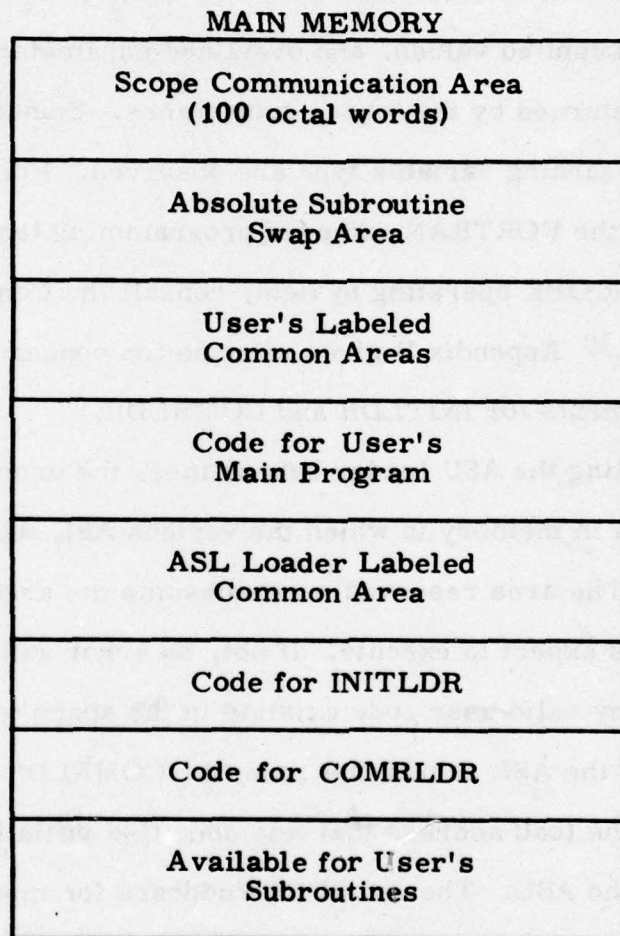 MAIN MEMORY
Scope Communication Area
(100 octal words)
Absolute Subroutine
Swap Area
User's Labeled
Common Areas
Code for User's
Main Program
ASL Loader Labeled
Common Area
Code for INITLDR
Code for COMRLDR
Available for User's
Subroutines